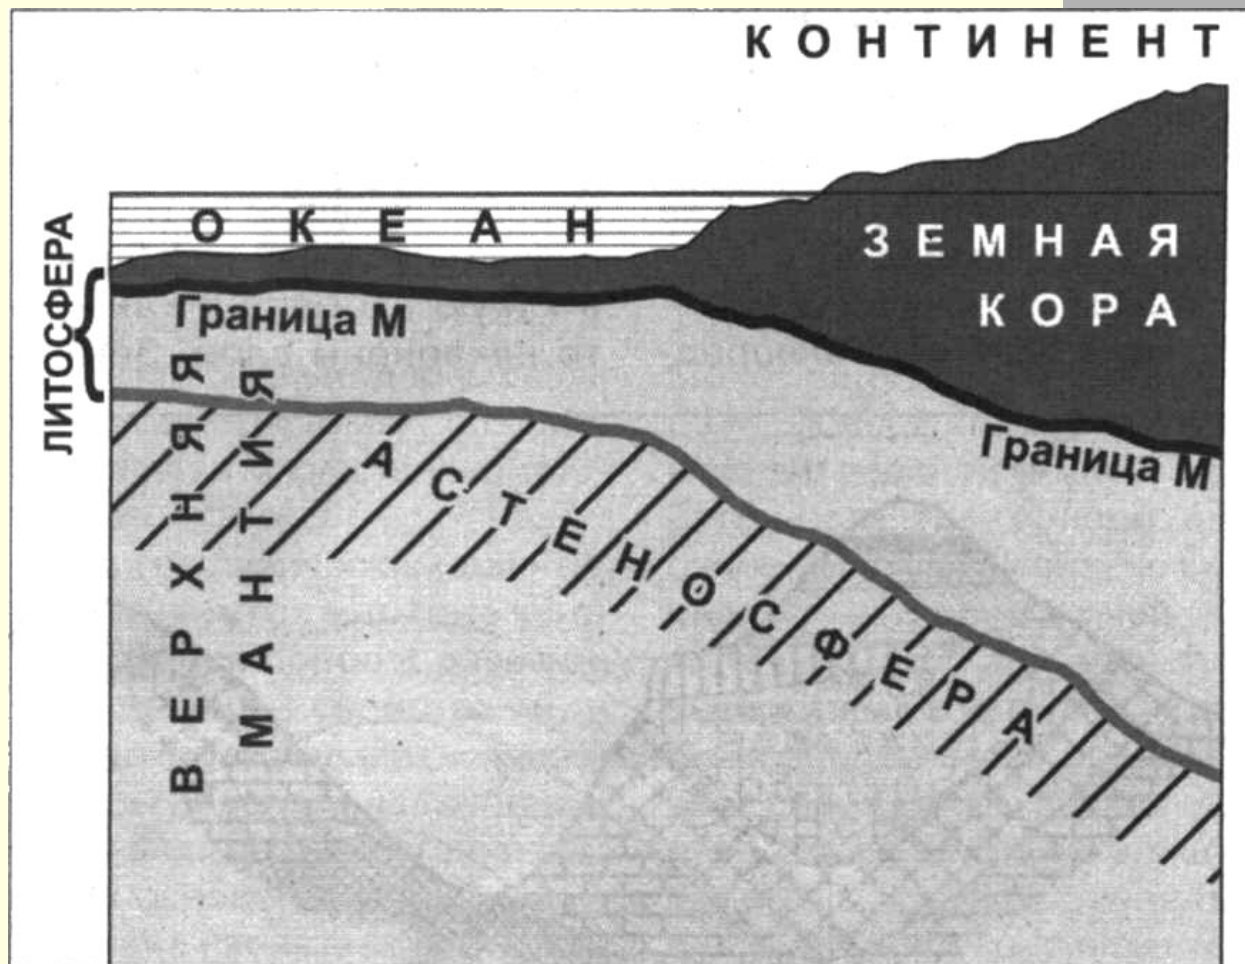 КОНТИНЕНТ
ОКЕАН
ЗЕМНАЯ
КОРА
ЛИТОСФЕРА
Граница М
Граница М
ВЕРХНЯЯ
МАНТИЯ
АСТЕНОСФЕРА